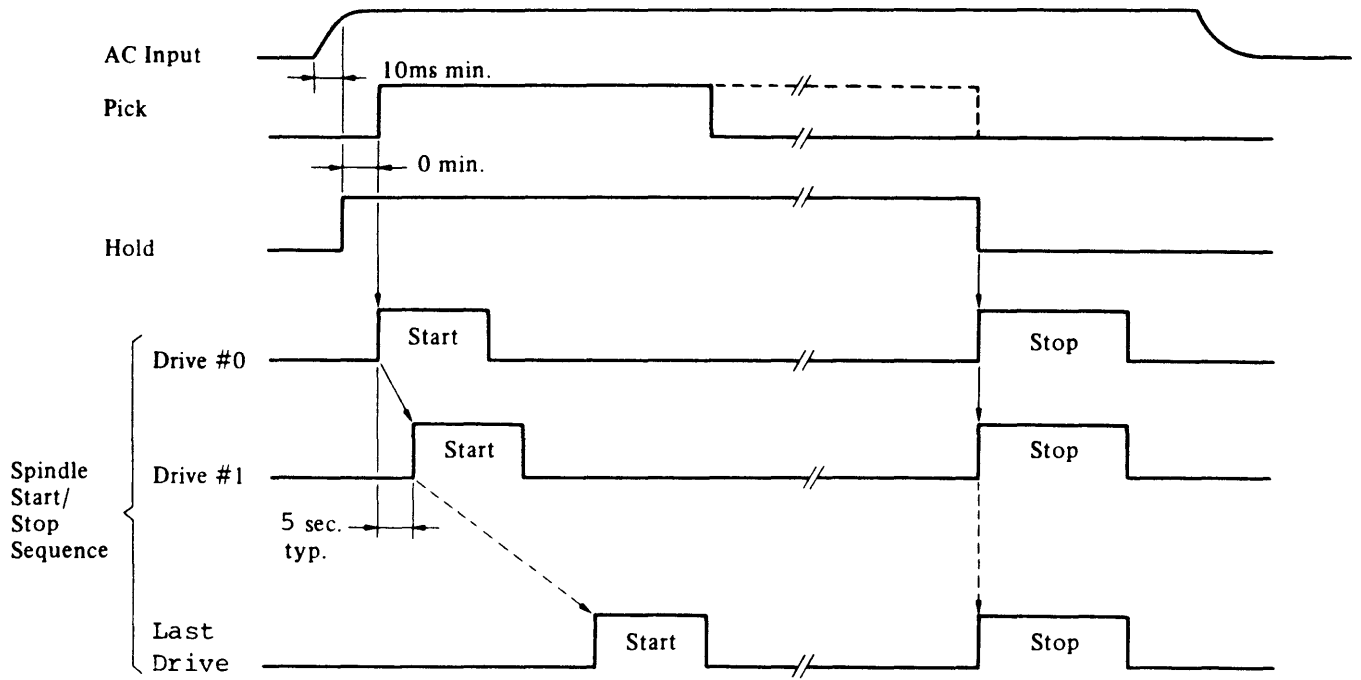 AC Input
10ms min.
Pick
0 min.
Hold
Start
Stop
Drive #0
Start
Stop
Drive #1
Spindle
Start/
Stop
Sequence
5 sec.
typ.
Last
Drive
Start
Stop